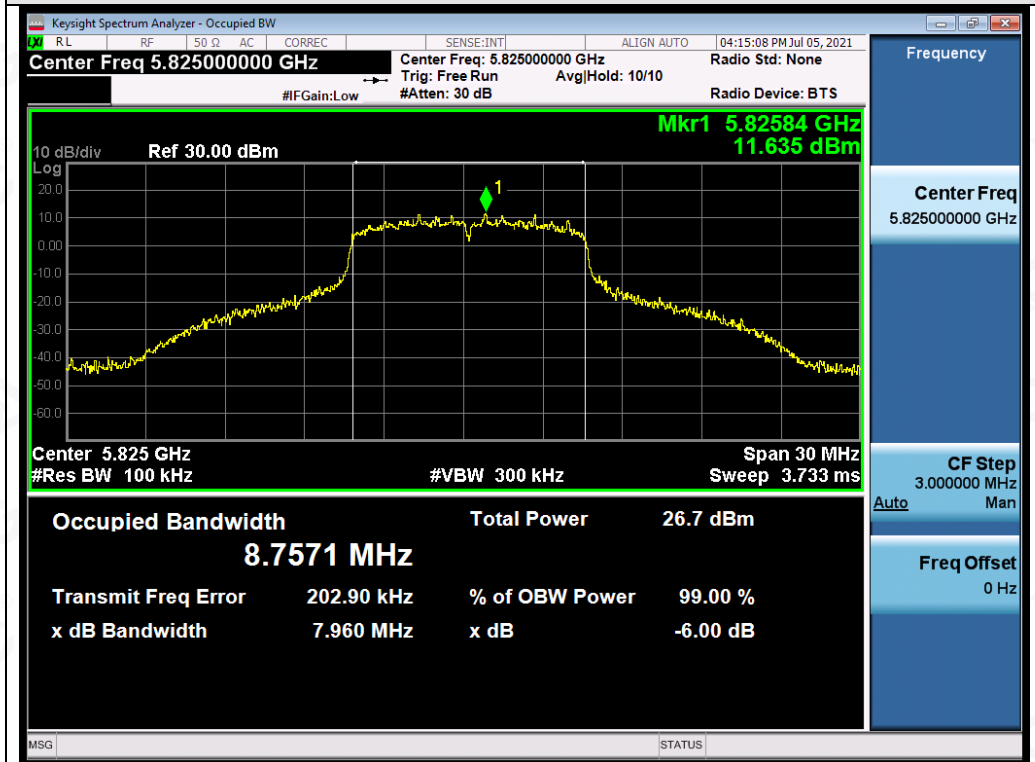 Keysight Spectrum Analyzer - Occupied BW
LXI RL RF 50 Ω AC CORREC SENSE:INT ALIGN AUTO 04:15:08 PM Jul 05, 2021
Center Freq 5.825000000 GHz
Center Freq: 5.825000000 GHz
Radio Std: None
Trig: Free Run Avg|Hold: 10/10
#IFGain:Low
#Atten: 30 dB
Radio Device: BTS
Mkr1 5.82584 GHz
11.635 dBm
10 dB/div Ref 30.00 dBm
Log
20.0
1
10.0
0.00
-10.0
-20.0
-30.0
-40.0
-50.0
-60.0
Center 5.825 GHz Span 30 MHz
#Res BW 100 kHz #VBW 300 kHz Sweep 3.733 ms
Occupied Bandwidth Total Power 26.7 dBm
8.7571 MHz
Transmit Freq Error 202.90 kHz % of OBW Power 99.00 %
x dB Bandwidth 7.960 MHz x dB -6.00 dB
Frequency
Center Freq
5.825000000 GHz
CF Step
3.000000 MHz
Auto Man
Freq Offset
0 Hz
MSG STATUS